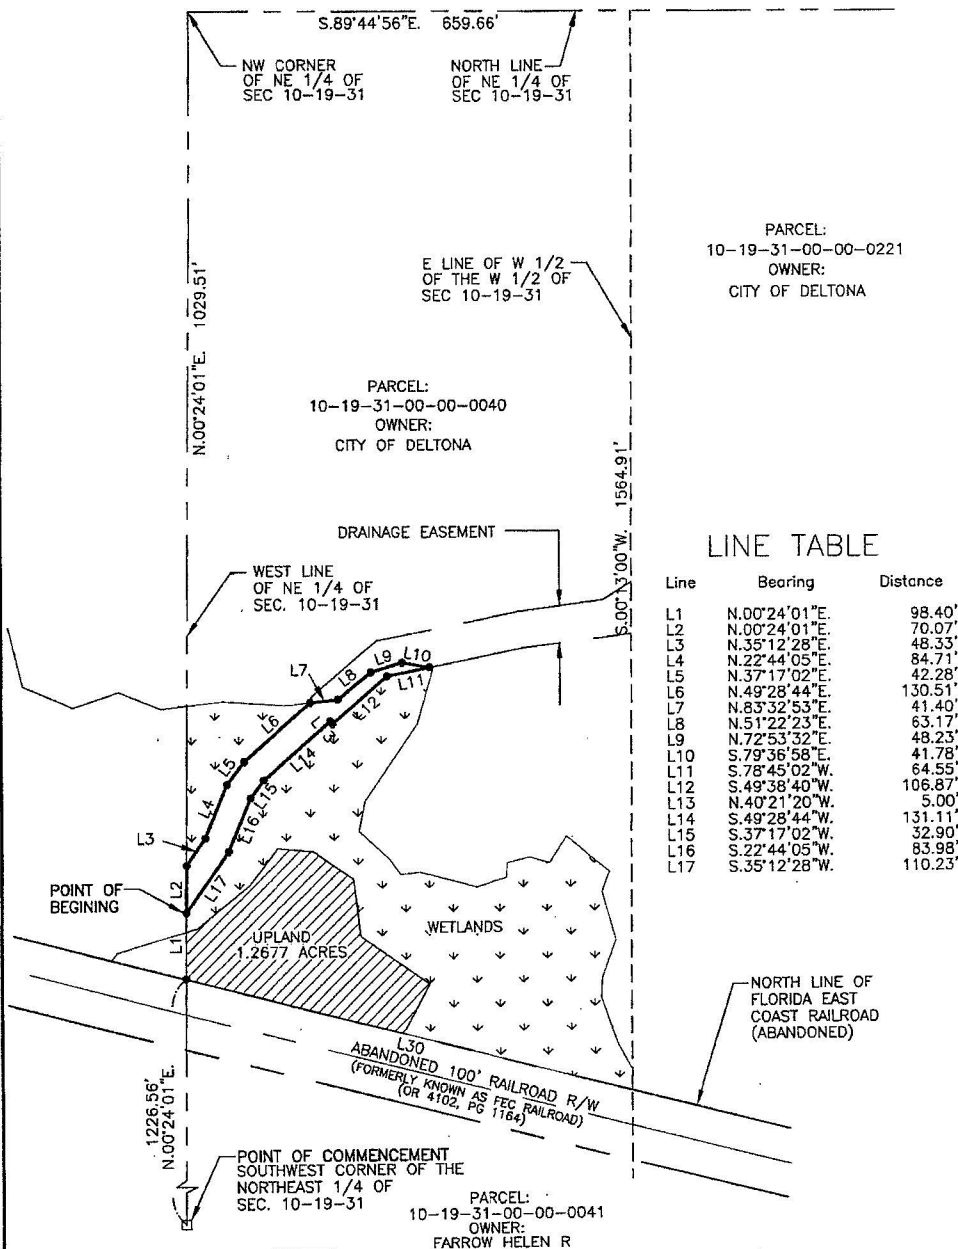 S.89°44'56"E. 659.66'
NW CORNER
OF NE 1/4 OF
SEC 10-19-31
NORTH LINE
OF NE 1/4 OF
SEC 10-19-31
PARCEL:
10-19-31-00-00-0221
OWNER:
CITY OF DELTONA
E LINE OF W 1/2
OF THE W 1/2 OF
SEC 10-19-31
N.00°24'01"E. 1029.51'
PARCEL:
10-19-31-00-00-0040
OWNER:
CITY OF DELTONA
S.00°13'00"W. 1564.91'
DRAINAGE EASEMENT
WEST LINE
OF NE 1/4 OF
SEC. 10-19-31
LINE TABLE
Line Bearing Distance
L1 N.00°24'01"E. 98.40'
L2 N.00°24'01"E. 70.07'
L3 N.35°12'28"E. 48.33'
L4 N.22°44'05"E. 84.71'
L5 N.37°17'02"E. 42.28'
L6 N.49°28'44"E. 130.51'
L7 N.83°32'53"E. 41.40'
L8 N.51°22'23"E. 63.17'
L9 N.72°53'32"E. 48.23'
L10 S.79°36'58"E. 41.78'
L11 S.78°45'02"W. 64.55'
L12 S.49°38'40"W. 106.87'
L13 N.40°21'20"W. 5.00'
L14 S.49°28'44"W. 131.11'
L15 S.37°17'02"W. 32.90'
L16 S.22°44'05"W. 83.98'
L17 S.35°12'28"W. 110.23'
L10
L9
L8
L7
L11
L12
L13
L6
L14
L5
L15
L4
L16
L3
L17
L2
L1
POINT OF
BEGINING
UPLAND
1.2677 ACRES
WETLANDS
NORTH LINE OF
FLORIDA EAST
COAST RAILROAD
(ABANDONED)
L30
ABANDONED 100' RAILROAD R/W
(FORMERLY KNOWN AS FEC RAILROAD)
(OR 4102, PG 1164)
1226.56'
N.00°24'01"E.
POINT OF COMMENCEMENT
SOUTHWEST CORNER OF THE
NORTHEAST 1/4 OF
SEC. 10-19-31
PARCEL:
10-19-31-00-00-0041
OWNER:
FARROW HELEN R